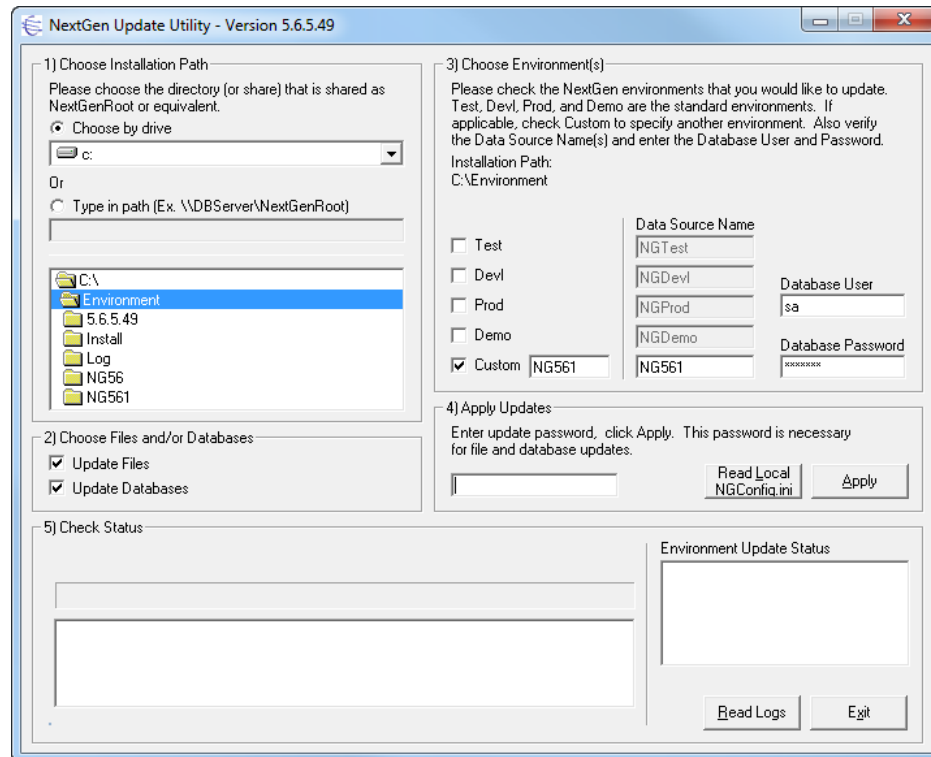 NextGen Update Utility - Version 5.6.5.49
1) Choose Installation Path
Please choose the directory (or share) that is shared as
NextGenRoot or equivalent.
Choose by drive
c:
Or
Type in path (Ex. \\DBServer\NextGenRoot)
C:\
Environment
5.6.5.49
Install
Log
NG56
NG561
2) Choose Files and/or Databases
Update Files
Update Databases
3) Choose Environment(s)
Please check the NextGen environments that you would like to update.
Test, Devl, Prod, and Demo are the standard environments. If
applicable, check Custom to specify another environment. Also verify
the Data Source Name(s) and enter the Database User and Password.
Installation Path:
C:\Environment
Data Source Name
Test NGTest
Devl NGDevl
Prod NGProd
Demo NGDemo
Custom NG561 NG561
Database User
sa
Database Password
×××××××
4) Apply Updates
Enter update password, click Apply. This password is necessary
for file and database updates.
Read Local
NGConfig.ini
Apply
5) Check Status
Environment Update Status
Read Logs
Exit